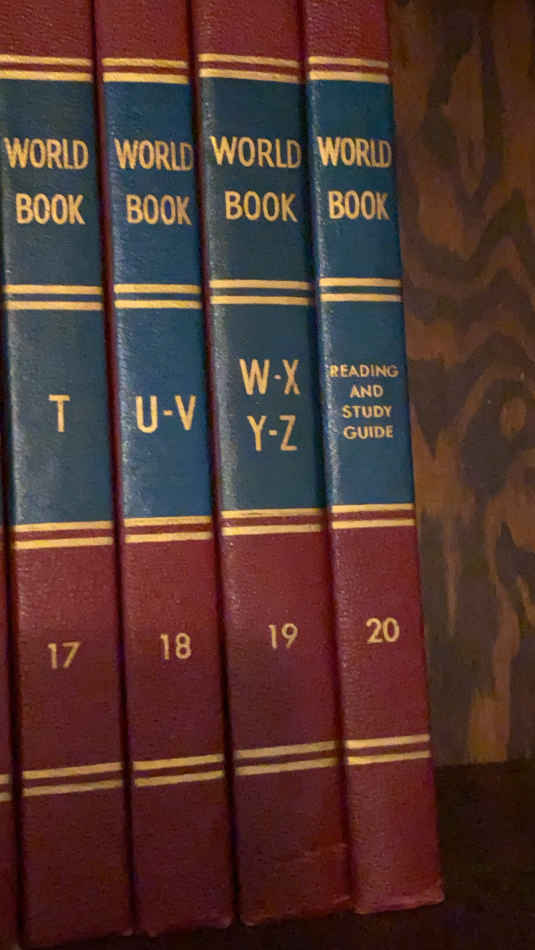 WORLD
BOOK
T
17
WORLD
BOOK
U-V
18
WORLD
BOOK
W-X
Y-Z
19
WORLD
BOOK
READING
AND
STUDY
GUIDE
20